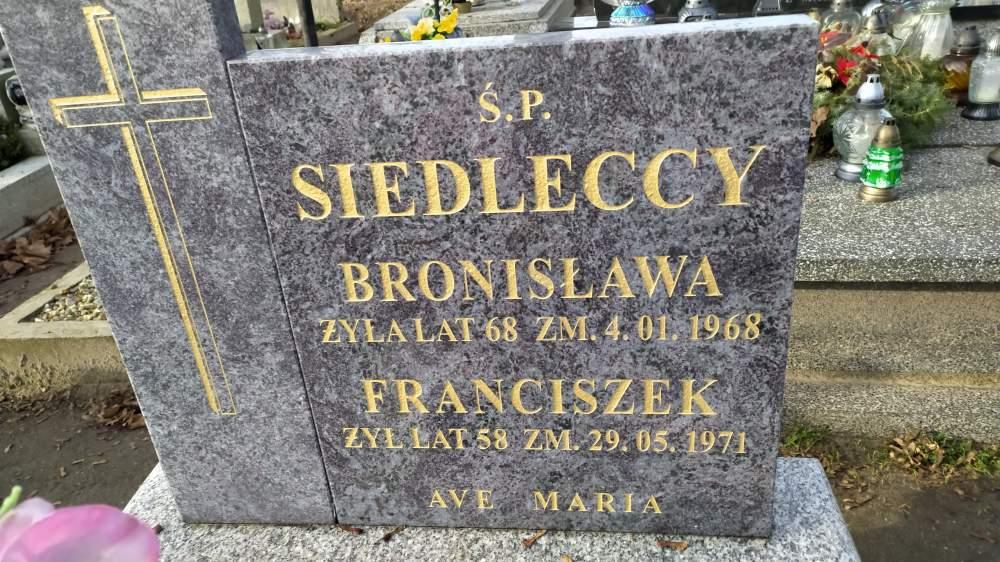 Ś.P.
SIEDLECCY
BRONISŁAWA
ŻYŁA LAT 68 ZM. 4. 01. 1968
FRANCISZEK
ŻYŁ LAT 58 ZM. 29. 05. 1971
AVE MARIA